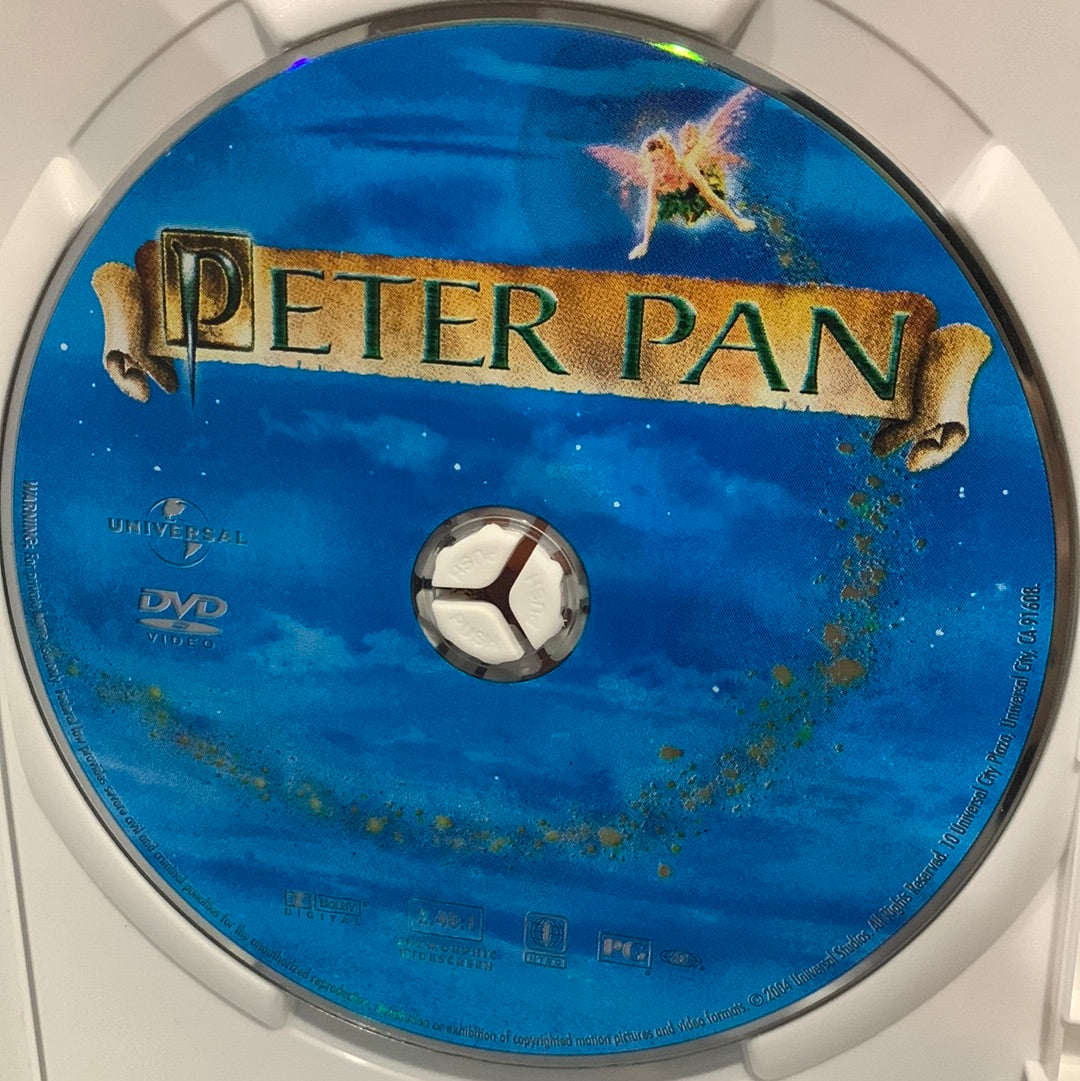 PETER PAN
UNIVERSAL
DVD
VIDEO
PUSH
PUSH
PUSH
DOLBY
DIGITAL
2.40:1
ANAMORPHIC
WIDESCREEN
1
NTSC
PG
WARNING: For private home use only. Federal law provides severe civil and criminal penalties for the unauthorized reproduction, distribution or exhibition of copyrighted motion pictures and video formats. © 2004 Universal Studios. All Rights Reserved. 10 Universal City Plaza, Universal City, CA 91608.